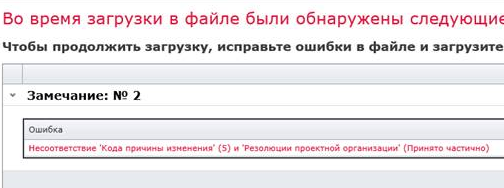 Во время загрузки в файле были обнаружены следующие
Чтобы продолжить загрузку, исправьте ошибки в файле и загрузите
Замечание: № 2
Ошибка
Несоответствие 'Кода причины изменения' (5) и 'Резолюции проектной организации' (Принято частично)